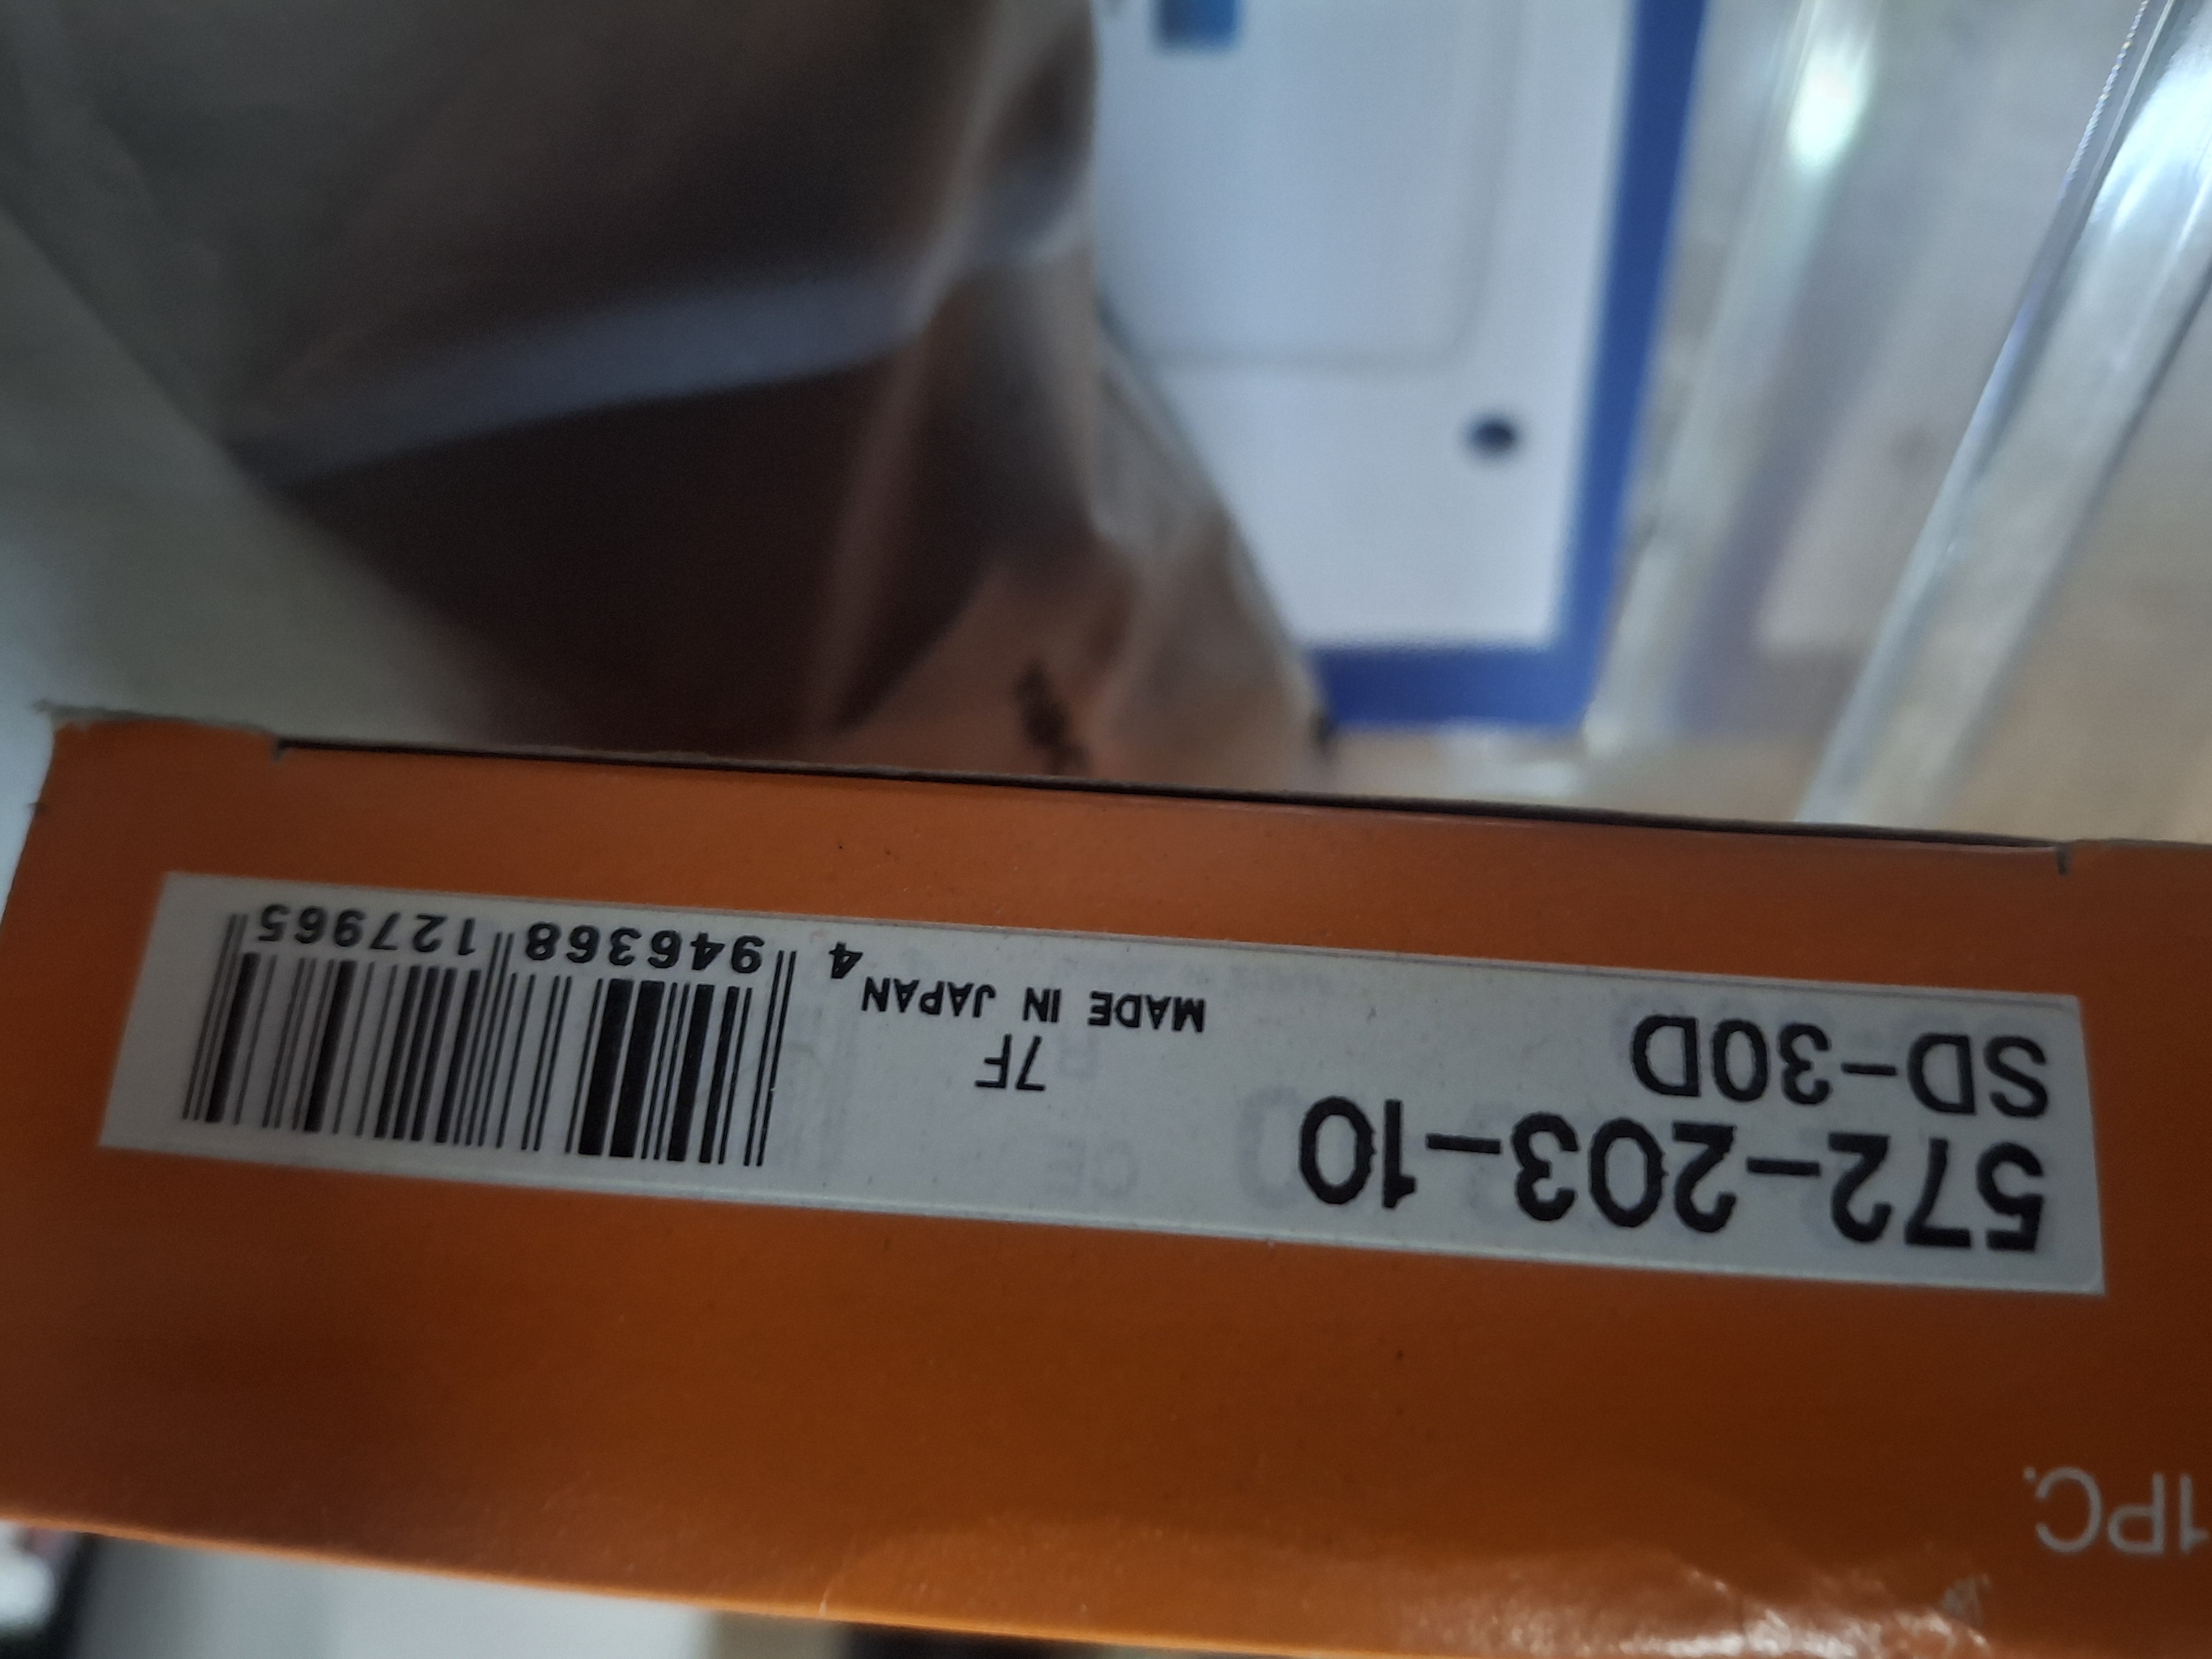 1PC.
572-203-10
SD-30D
7F
MADE IN JAPAN
4 946368 127965